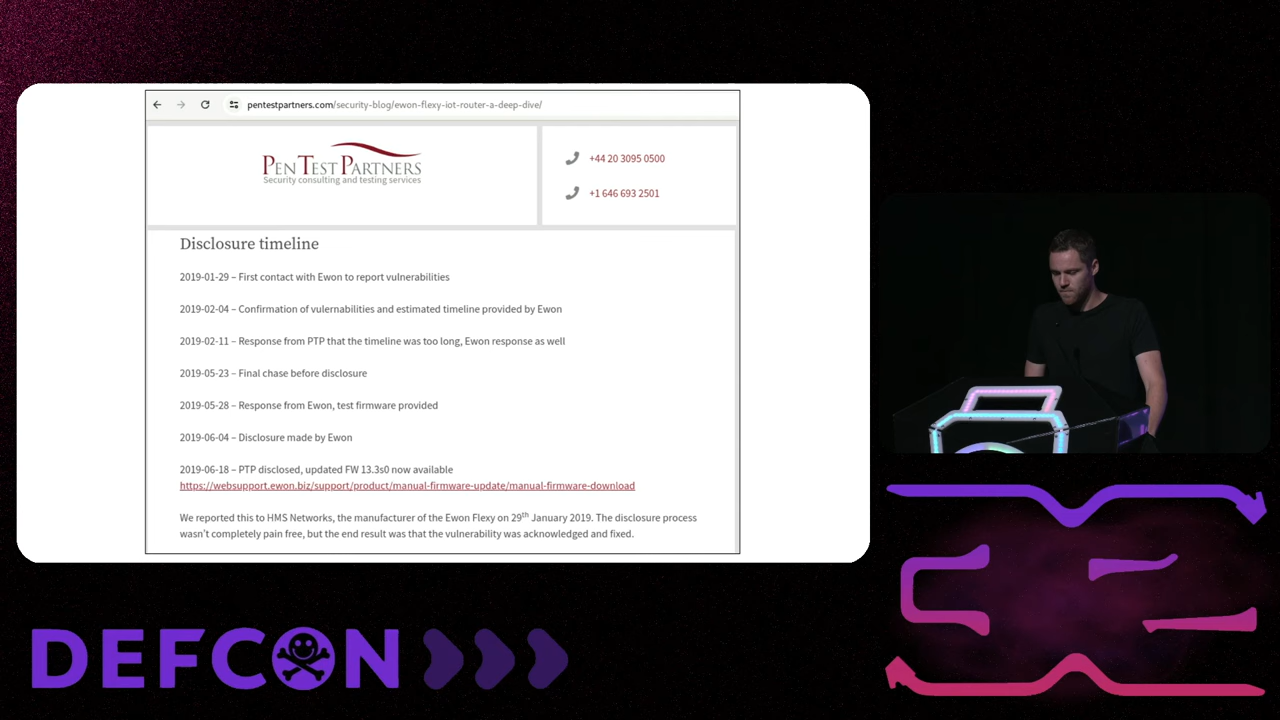 pentestpartners.com/security-blog/ewon-flexy-iot-router-a-deep-dive/
PENTESTPARTNERS
Security consulting and testing services
+44 20 3095 0500
+1 646 693 2501
Disclosure timeline
2019-01-29 – First contact with Ewon to report vulnerabilities
2019-02-04 – Confirmation of vulernabilities and estimated timeline provided by Ewon
2019-02-11 – Response from PTP that the timeline was too long, Ewon response as well
2019-05-23 – Final chase before disclosure
2019-05-28 – Response from Ewon, test firmware provided
2019-06-04 – Disclosure made by Ewon
2019-06-18 – PTP disclosed, updated FW 13.3s0 now available
https://websupport.ewon.biz/support/product/manual-firmware-update/manual-firmware-download
We reported this to HMS Networks, the manufacturer of the Ewon Flexy on 29th January 2019. The disclosure process
wasn't completely pain free, but the end result was that the vulnerability was acknowledged and fixed.
DEFCON